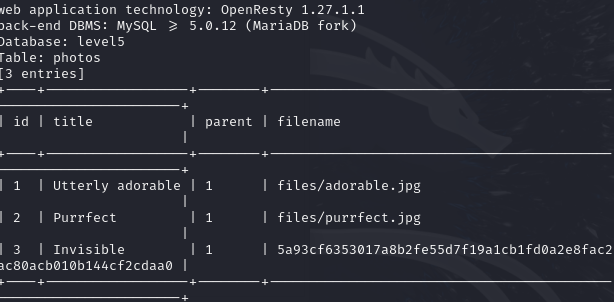 web application technology: OpenResty 1.27.1.1
back-end DBMS: MySQL ≥ 5.0.12 (MariaDB fork)
Database: level5
Table: photos
[3 entries]
| id | title | parent | filename
|
| 1 | Utterly adorable | 1 | files/adorable.jpg
|
| 2 | Purrfect | 1 | files/purrfect.jpg
|
| 3 | Invisible | 1 | 5a93cf6353017a8b2fe55d7f19a1cb1fd0a2e8fac2
ac80acb010b144cf2cdaa0 |